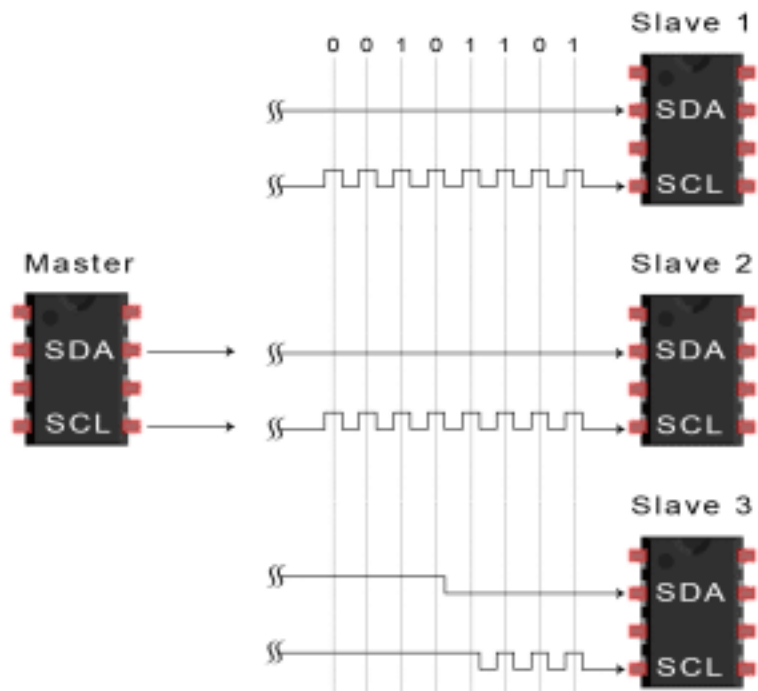 Slave 1
0 0 1 0 1 1 0 1
SDA
SCL
Master
SDA
SCL
Slave 2
SDA
SCL
Slave 3
SDA
SCL